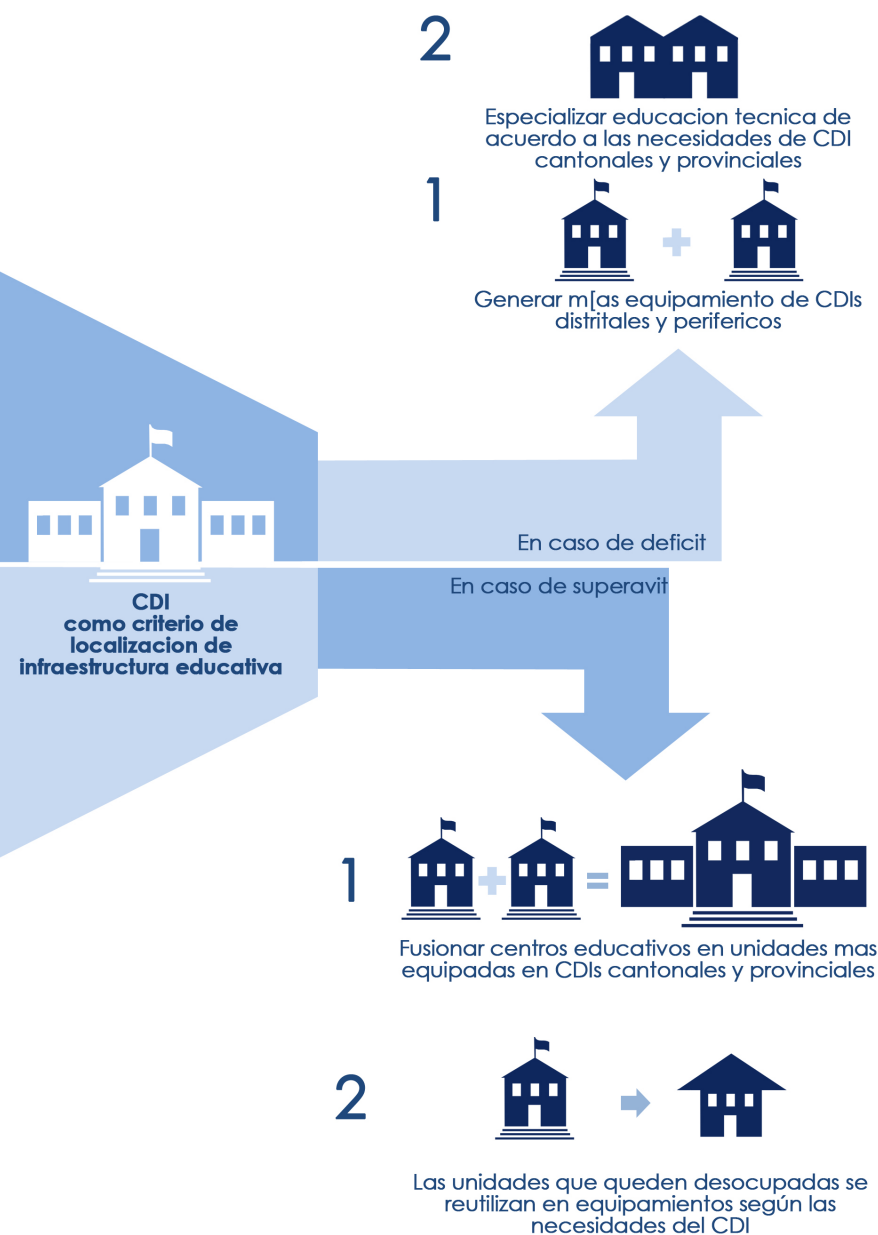 2
Especializar educacion tecnica de
acuerdo a las necesidades de CDI
cantonales y provinciales
1
Generar m[as equipamiento de CDIs
distritales y perifericos
En caso de deficit
En caso de superavit
CDI
como criterio de
localizacion de
infraestructura educativa
1
Fusionar centros educativos en unidades mas
equipadas en CDIs cantonales y provinciales
2
Las unidades que queden desocupadas se
reutilizan en equipamientos según las
necesidades del CDI